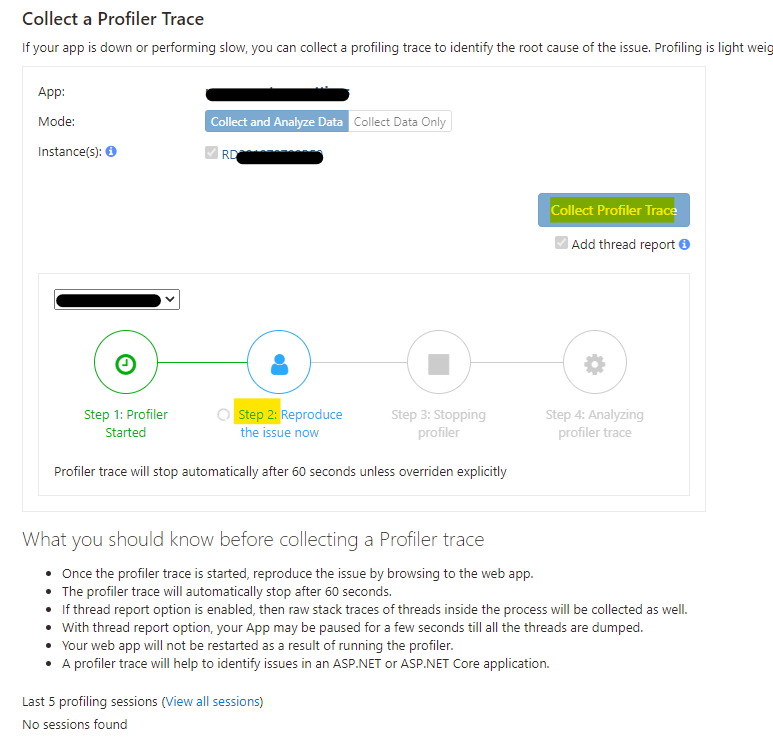 Collect a Profiler Trace
If your app is down or performing slow, you can collect a profiling trace to identify the root cause of the issue. Profiling is light weig
App:
Mode: Collect and Analyze Data Collect Data Only
Instance(s):
Collect Profiler Trace
Add thread report
Step 1: Profiler Started
Step 2: Reproduce the issue now
Step 3: Stopping profiler
Step 4: Analyzing profiler trace
Profiler trace will stop automatically after 60 seconds unless overriden explicitly
What you should know before collecting a Profiler trace
Once the profiler trace is started, reproduce the issue by browsing to the web app.
The profiler trace will automatically stop after 60 seconds.
If thread report option is enabled, then raw stack traces of threads inside the process will be collected as well.
With thread report option, your App may be paused for a few seconds till all the threads are dumped.
Your web app will not be restarted as a result of running the profiler.
A profiler trace will help to identify issues in an ASP.NET or ASP.NET Core application.
Last 5 profiling sessions (View all sessions)
No sessions found